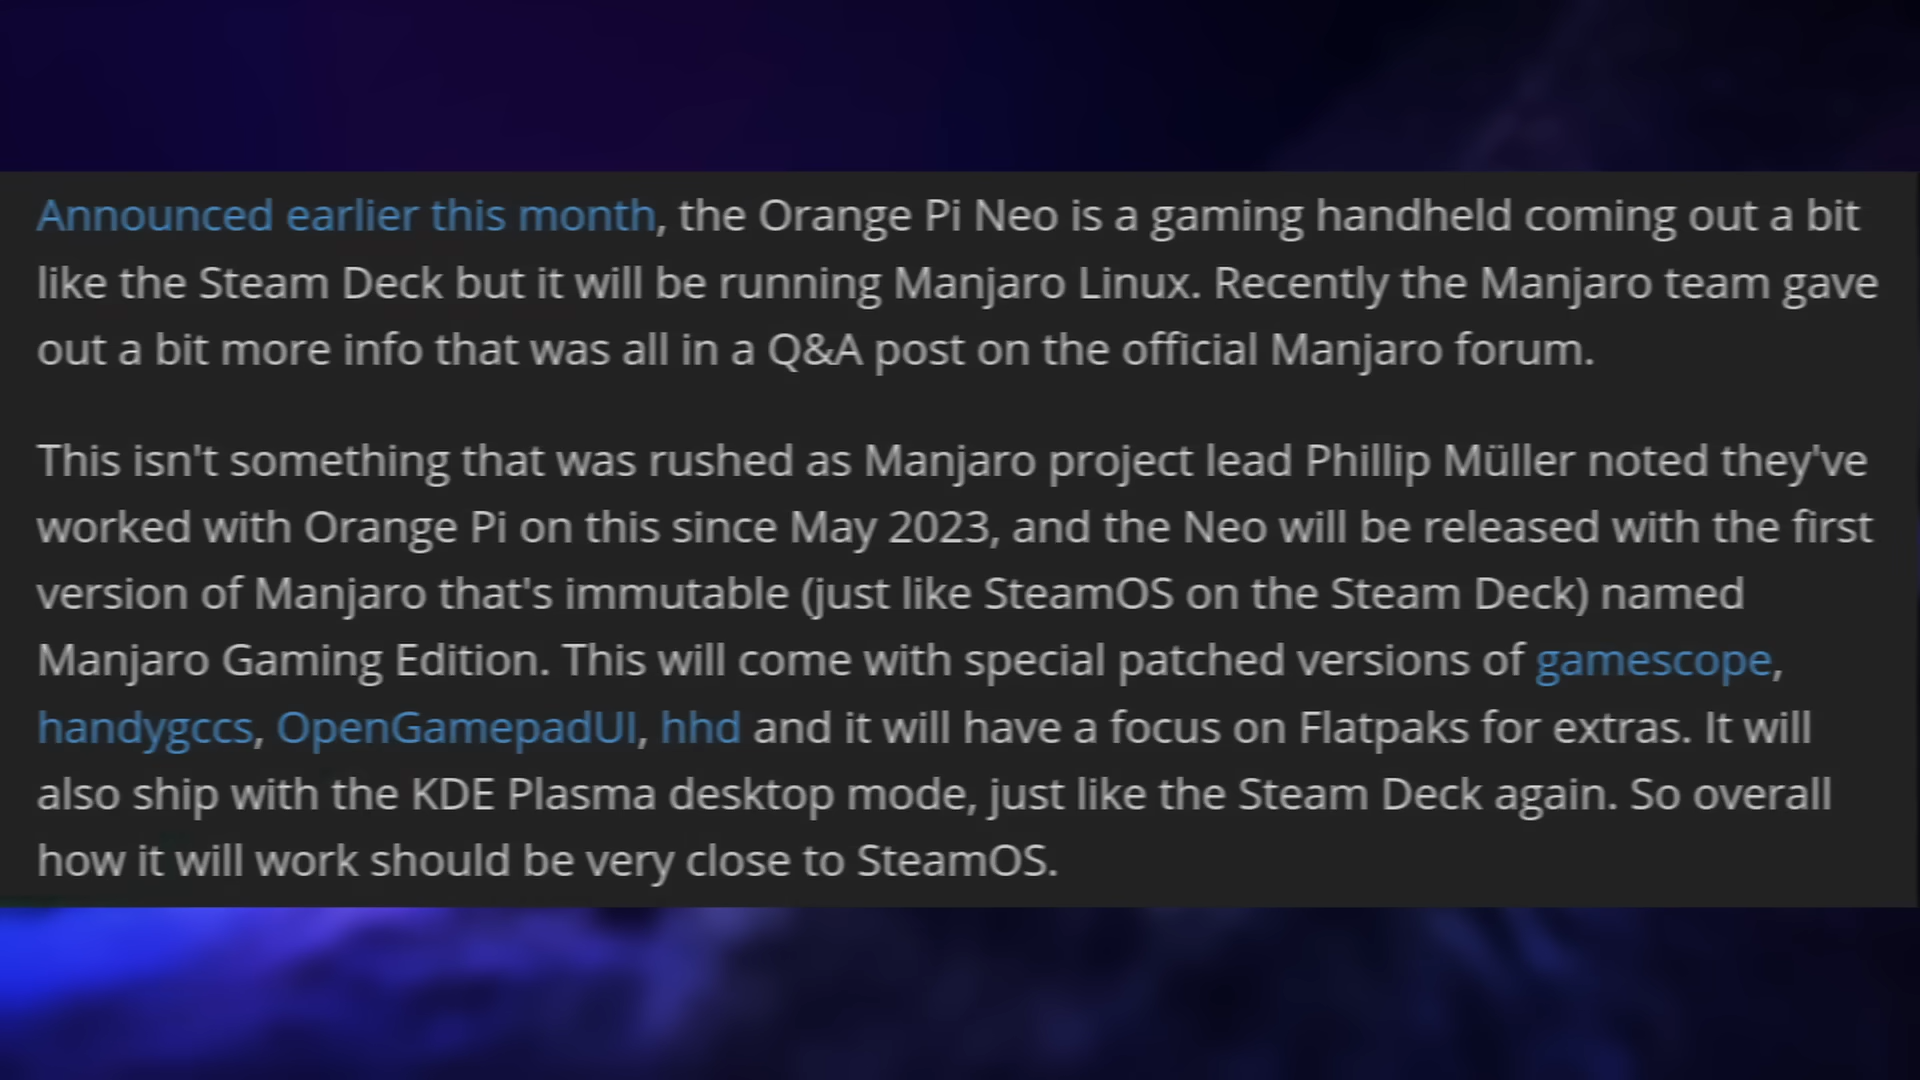 Announced earlier this month, the Orange Pi Neo is a gaming handheld coming out a bit
like the Steam Deck but it will be running Manjaro Linux. Recently the Manjaro team gave
out a bit more info that was all in a Q&A post on the official Manjaro forum.
This isn't something that was rushed as Manjaro project lead Phillip Müller noted they've
worked with Orange Pi on this since May 2023, and the Neo will be released with the first
version of Manjaro that's immutable (just like SteamOS on the Steam Deck) named
Manjaro Gaming Edition. This will come with special patched versions of gamescope,
handygccs, OpenGamepadUI, hhd and it will have a focus on Flatpaks for extras. It will
also ship with the KDE Plasma desktop mode, just like the Steam Deck again. So overall
how it will work should be very close to SteamOS.